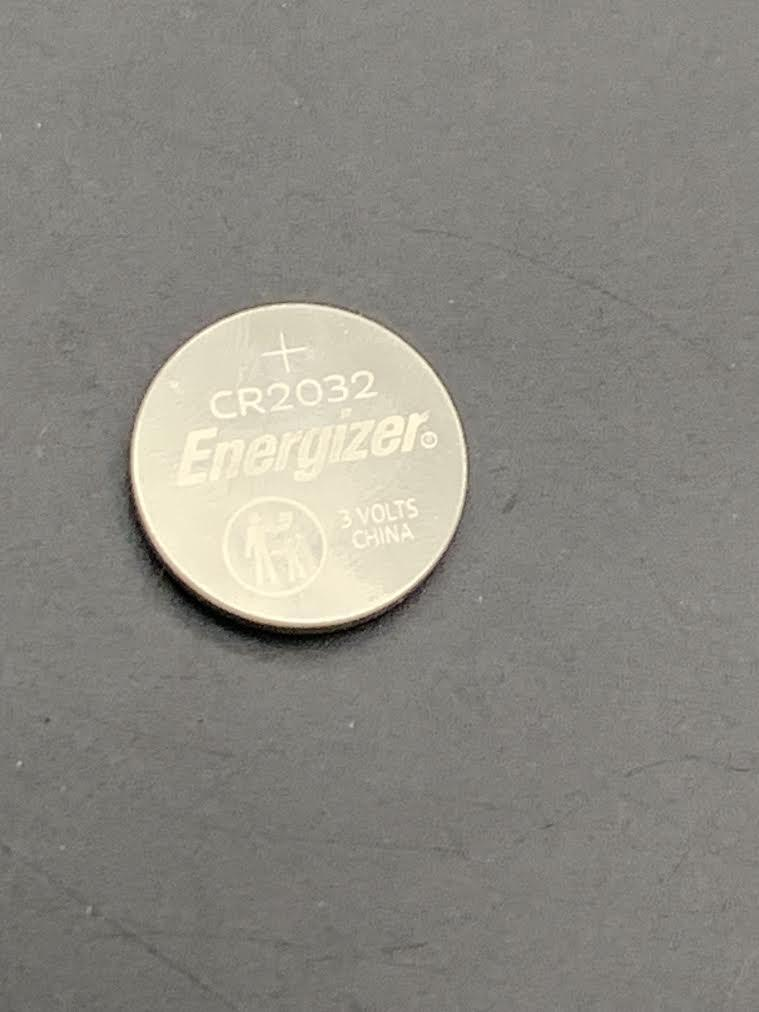 +
CR2032
Energizer®
3 VOLTS
CHINA